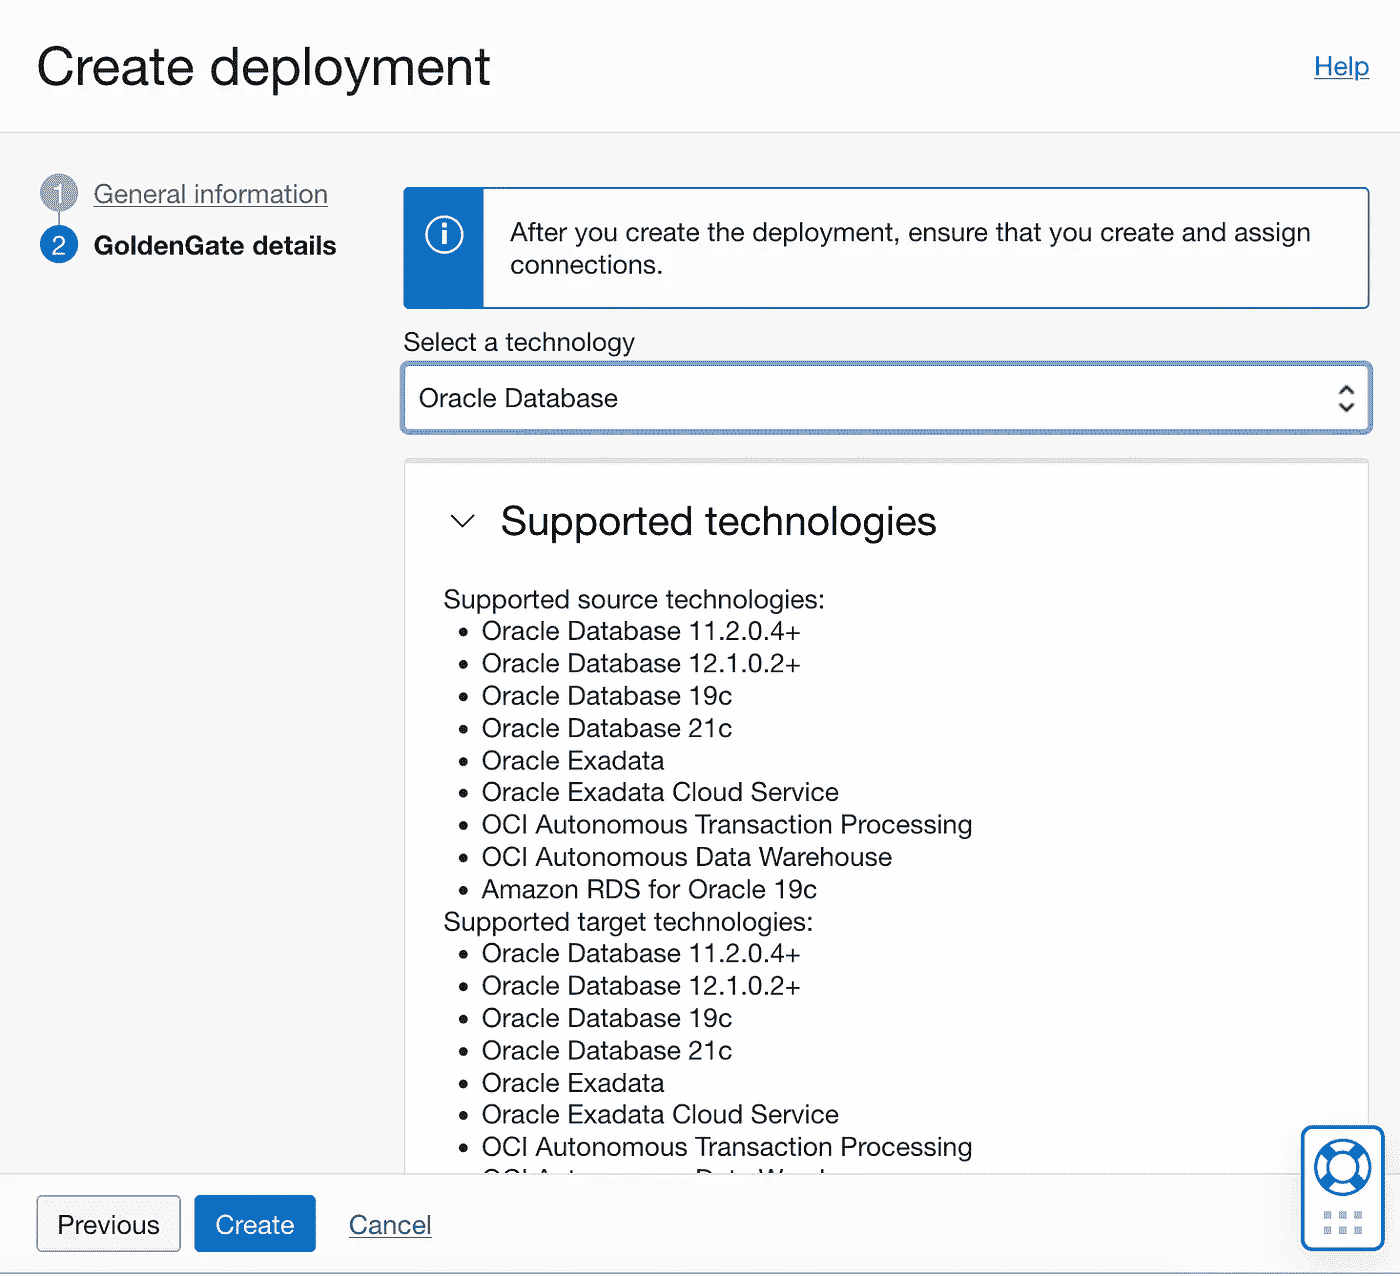 Create deployment
Help
1 General information
2 GoldenGate details
After you create the deployment, ensure that you create and assign
connections.
Select a technology
Oracle Database
Supported technologies
Supported source technologies:
• Oracle Database 11.2.0.4+
• Oracle Database 12.1.0.2+
• Oracle Database 19c
• Oracle Database 21c
• Oracle Exadata
• Oracle Exadata Cloud Service
• OCI Autonomous Transaction Processing
• OCI Autonomous Data Warehouse
• Amazon RDS for Oracle 19c
Supported target technologies:
• Oracle Database 11.2.0.4+
• Oracle Database 12.1.0.2+
• Oracle Database 19c
• Oracle Database 21c
• Oracle Exadata
• Oracle Exadata Cloud Service
• OCI Autonomous Transaction Processing
Previous
Create
Cancel